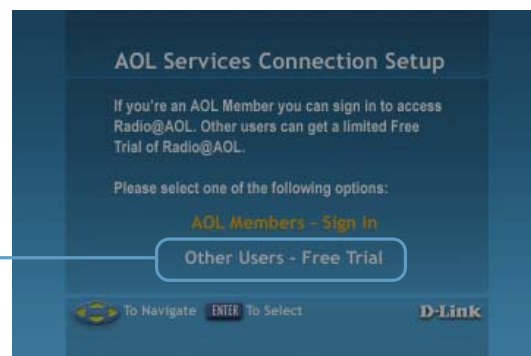 AOL Services Connection Setup
If you're an AOL Member you can sign in to access
Radio@AOL. Other users can get a limited Free
Trial of Radio@AOL.
Please select one of the following options:
AOL Members - Sign In
Other Users - Free Trial
To Navigate ENTER To Select D-Link